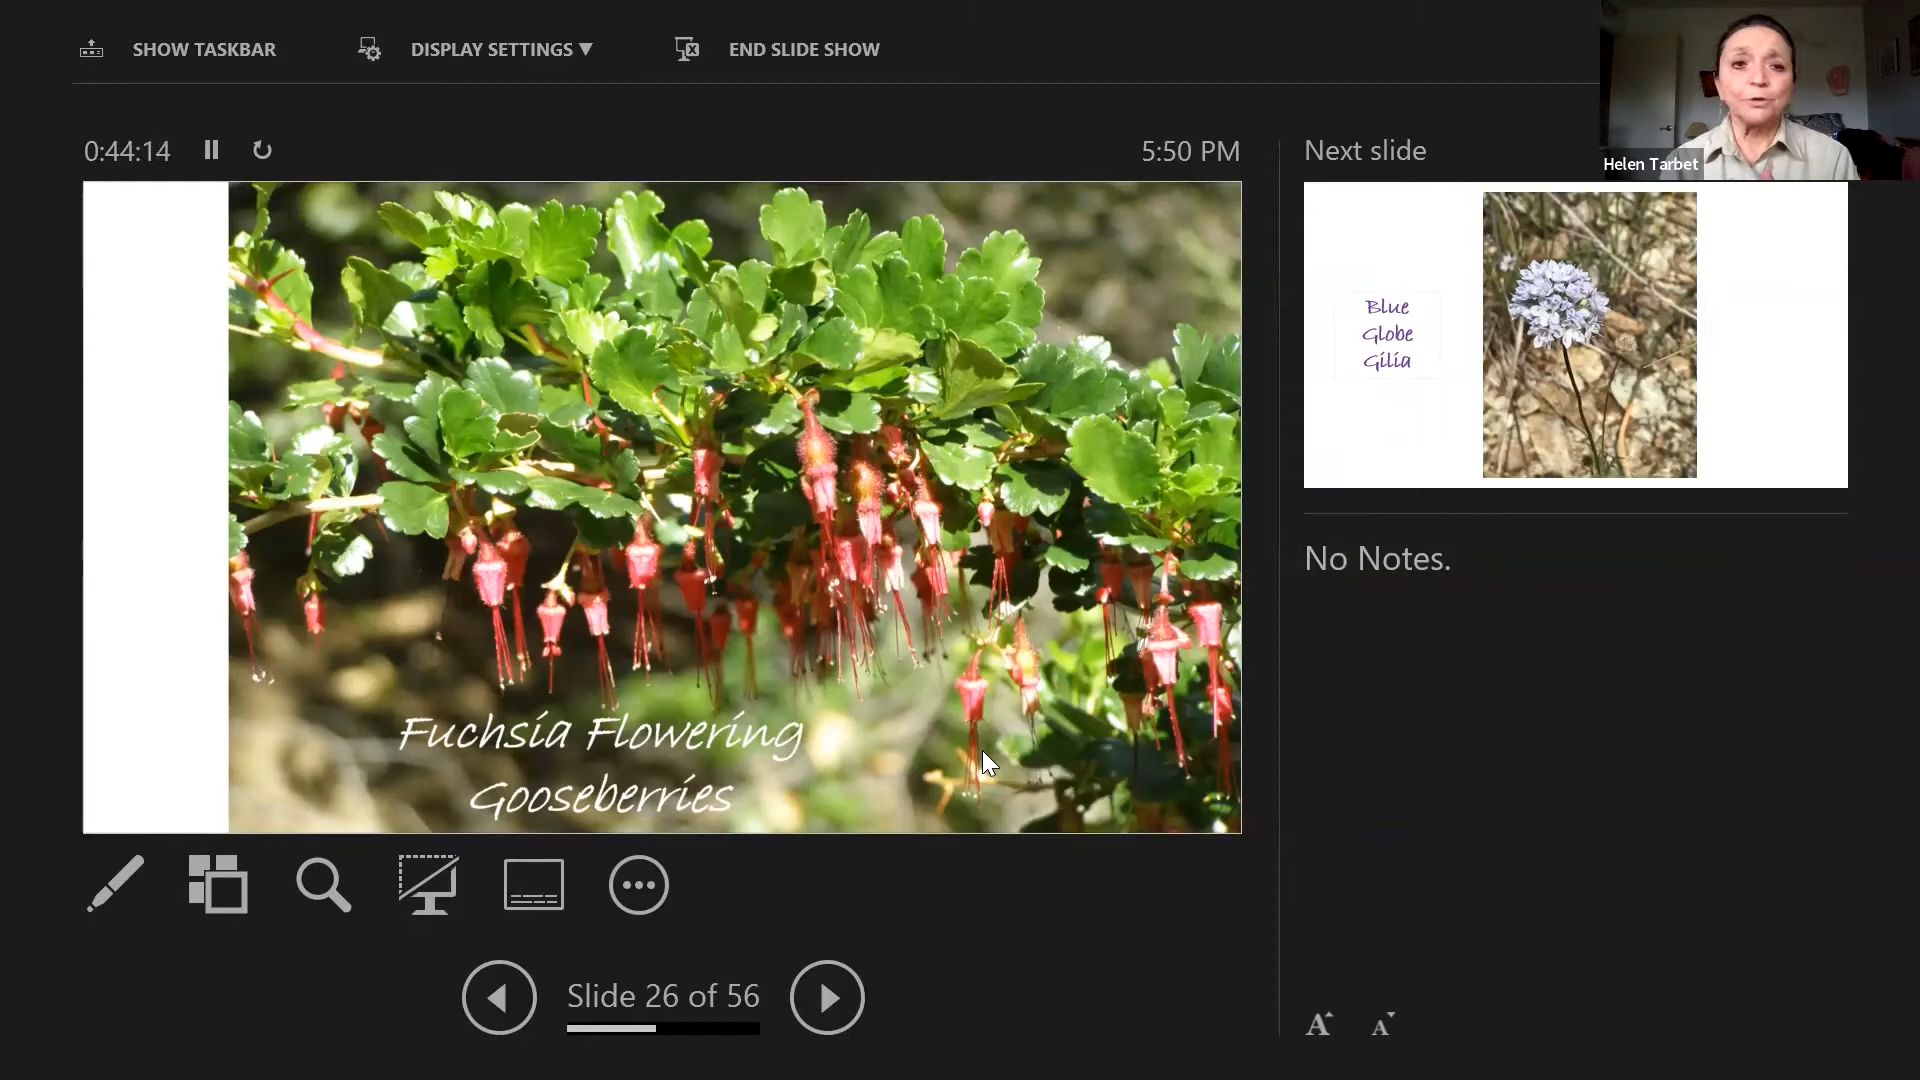 SHOW TASKBAR
DISPLAY SETTINGS ▼
END SLIDE SHOW
Helen Tarbet
0:44:14
5:50 PM
Next slide
Fuchsia Flowering
Gooseberries
Blue
Globe
Gilia
No Notes.
Slide 26 of 56
A A